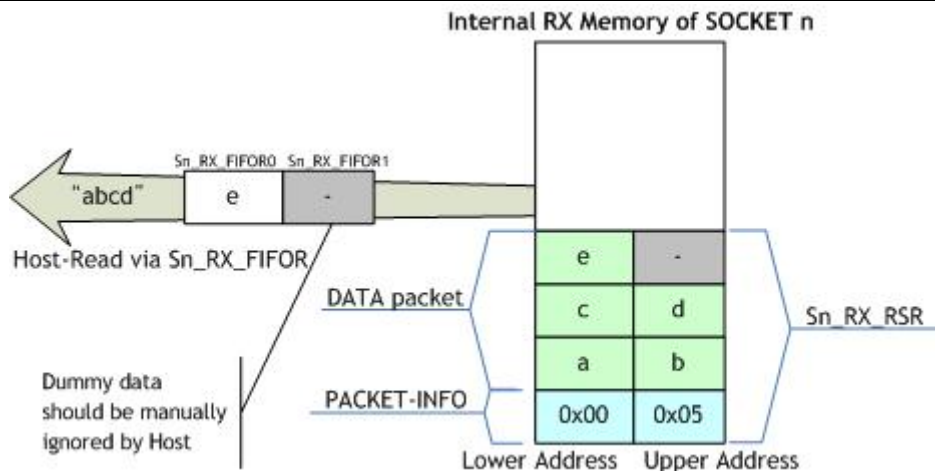 Internal RX Memory of SOCKET n
Sn_RX_FIFOR0 Sn_RX_FIFOR1
"abcd" e -
Host-Read via Sn_RX_FIFOR
e -
DATA packet
c d
Sn_RX_RSR
a b
Dummy data
should be manually
ignored by Host
PACKET-INFO
0x00 0x05
Lower Address Upper Address